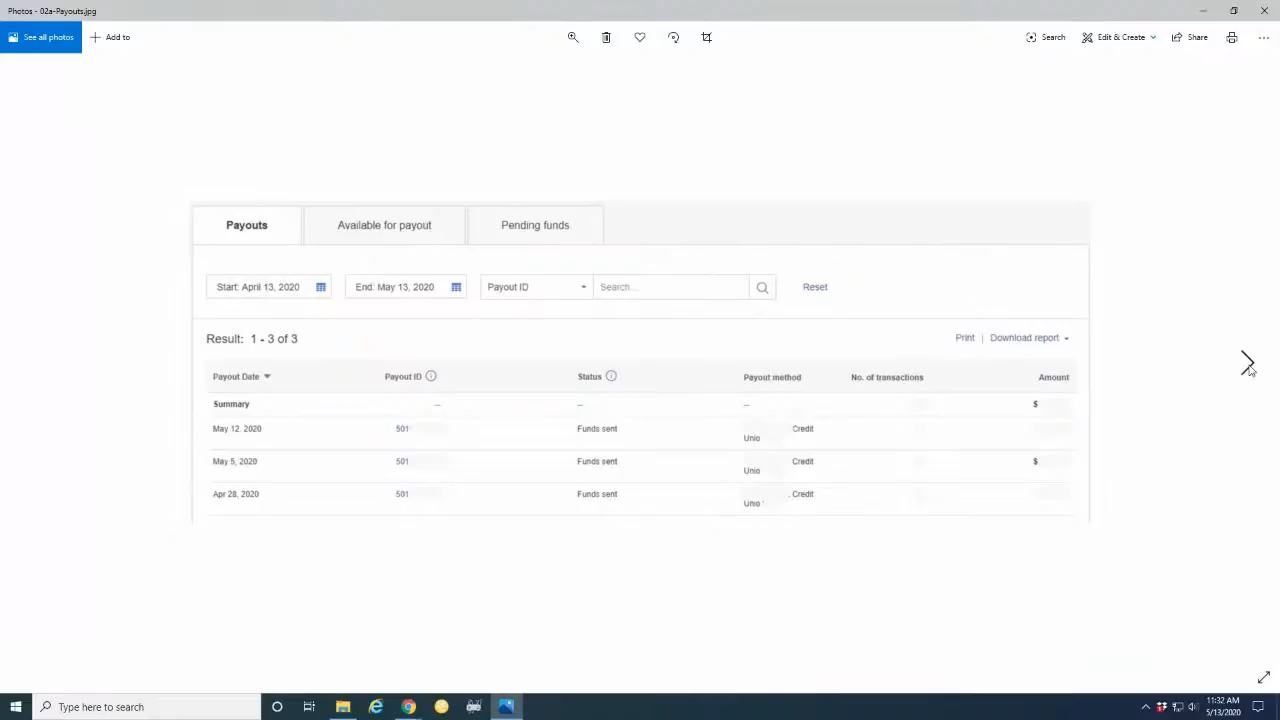 Photos - 02a-Payouts.jpg
See all photos
Add to
Search
Edit & Create
Share
Payouts
Available for payout
Pending funds
Start: April 13, 2020
End: May 13, 2020
Payout ID
Search...
Reset
Result: 1 - 3 of 3
Print | Download report
Payout Date Payout ID Status Payout method No. of transactions Amount
Summary -- -- -- $
May 12, 2020 501 Funds sent Credit
Unio
May 5, 2020 501 Funds sent Credit $
Unio
Apr 28, 2020 501 Funds sent . Credit
Unio
Type here to search
11:32 AM
5/13/2020